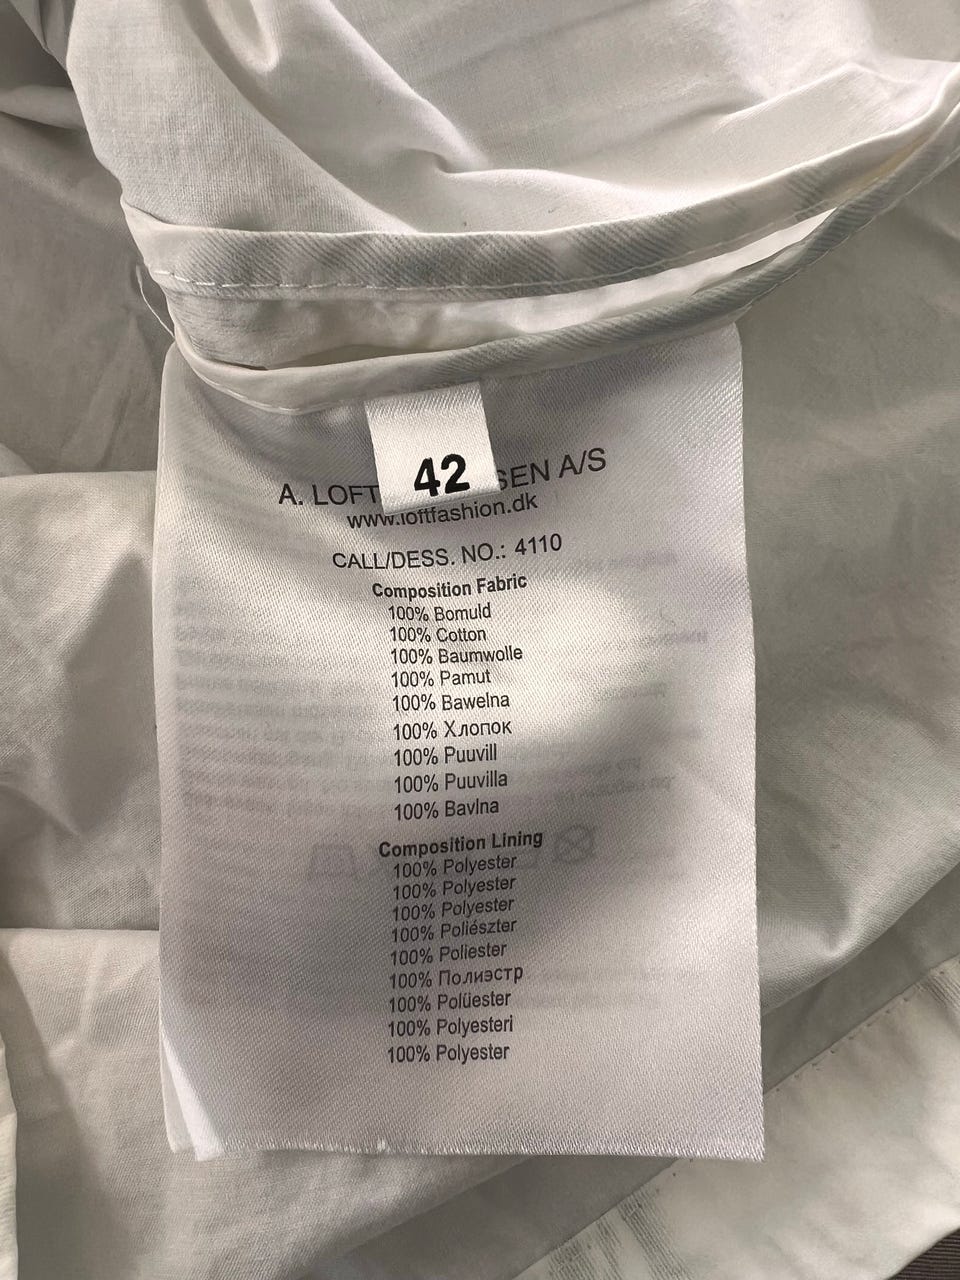 42
A. LOFT SEN A/S
www.loftfashion.dk
CALL/DESS. NO.: 4110
Composition Fabric
100% Bomuld
100% Cotton
100% Baumwolle
100% Pamut
100% Bawelna
100% Хлопок
100% Puuvill
100% Puuvilla
100% Bavlna
Composition Lining
100% Polyester
100% Polyester
100% Polyester
100% Poliészter
100% Poliester
100% Полиэстр
100% Polüester
100% Polyesteri
100% Polyester